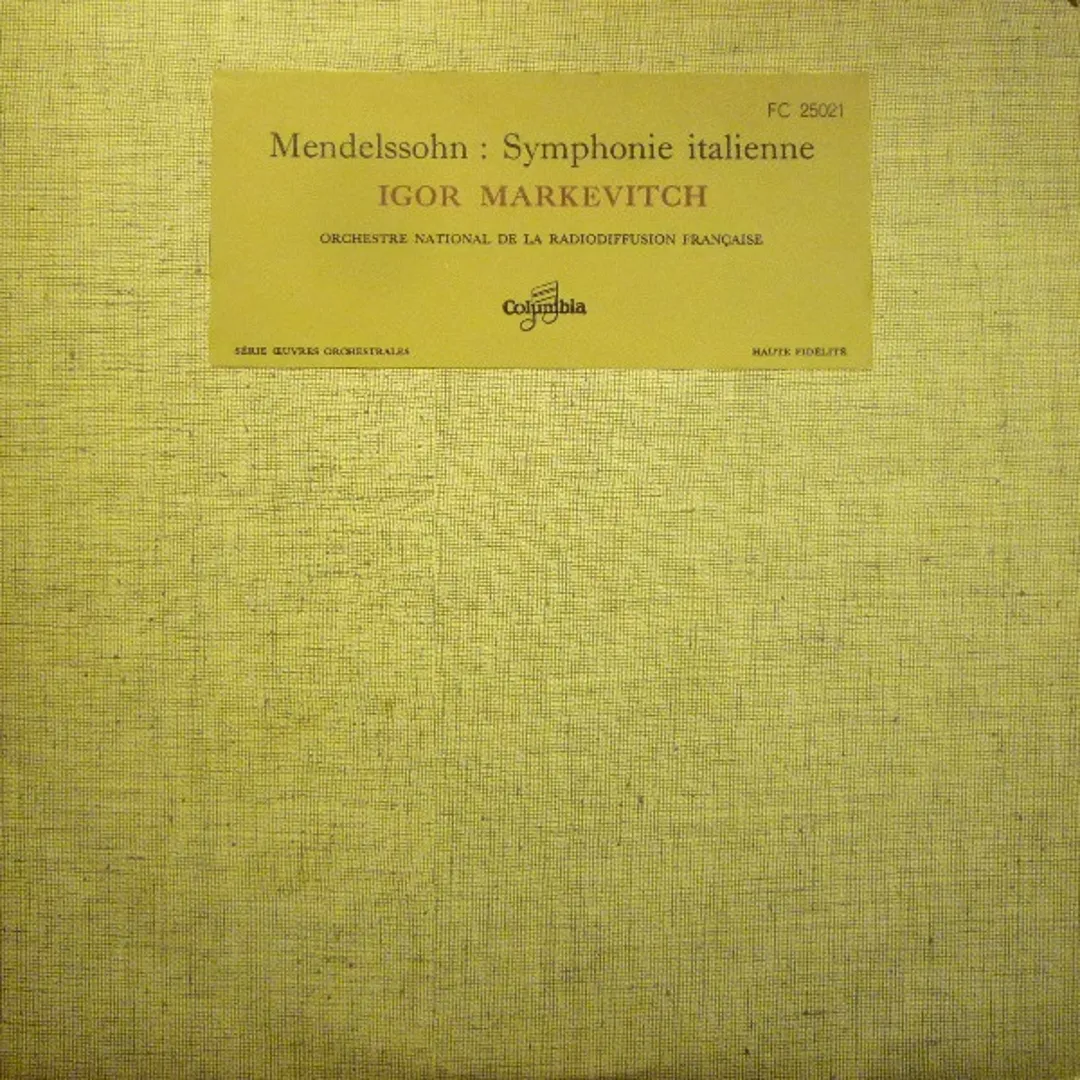 FC 25021
Mendelssohn : Symphonie italienne
IGOR MARKEVITCH
ORCHESTRE NATIONAL DE LA RADIODIFFUSION FRANÇAISE
Columbia
SÉRIE ŒUVRES ORCHESTRALES
HAUTE FIDÉLITÉ